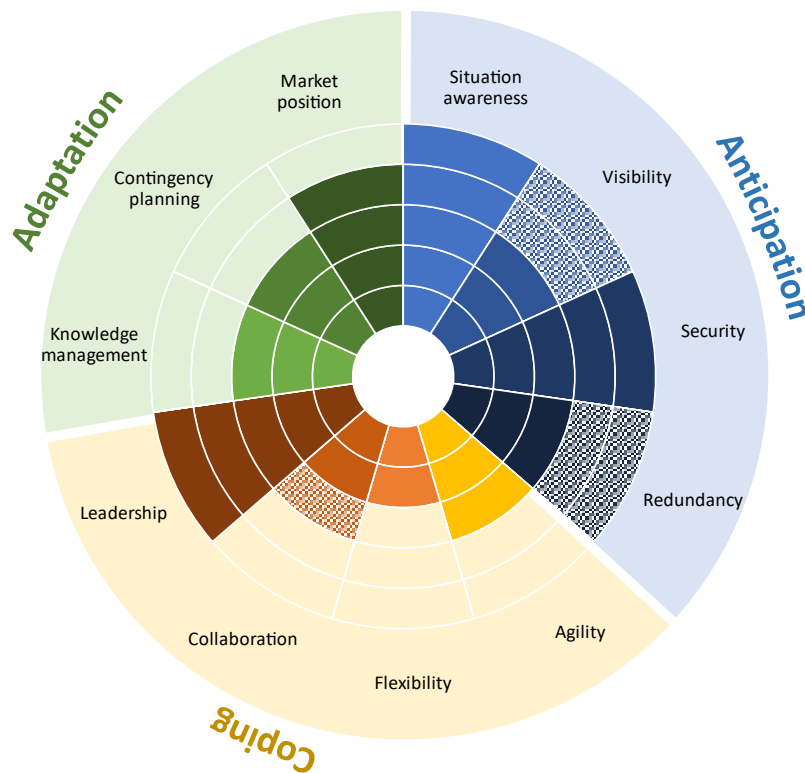 Adaptation
Anticipation
Coping
Market
position
Situation
awareness
Contingency
planning
Visibility
Knowledge
management
Security
Leadership
Redundancy
Collaboration
Agility
Flexibility